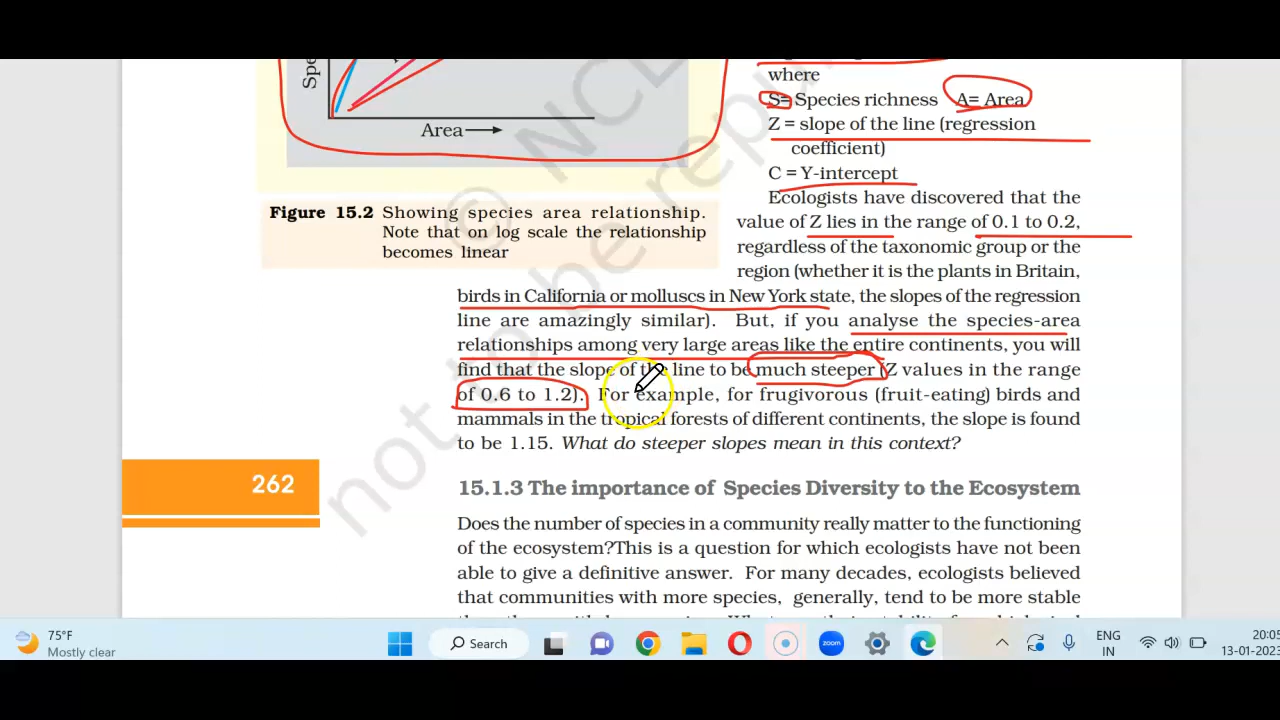 where
S= Species richness A= Area
Z = slope of the line (regression
coefficient)
C = Y-intercept
Area
Figure 15.2 Showing species area relationship.
Note that on log scale the relationship
becomes linear
Ecologists have discovered that the
value of Z lies in the range of 0.1 to 0.2,
regardless of the taxonomic group or the
region (whether it is the plants in Britain,
birds in California or molluscs in New York state, the slopes of the regression
line are amazingly similar). But, if you analyse the species-area
relationships among very large areas like the entire continents, you will
find that the slope of the line to be much steeper (Z values in the range
of 0.6 to 1.2). For example, for frugivorous (fruit-eating) birds and
mammals in the tropical forests of different continents, the slope is found
to be 1.15. What do steeper slopes mean in this context?
262
15.1.3 The importance of Species Diversity to the Ecosystem
Does the number of species in a community really matter to the functioning
of the ecosystem?This is a question for which ecologists have not been
able to give a definitive answer. For many decades, ecologists believed
that communities with more species, generally, tend to be more stable
75°F
Mostly clear
Search
zoom
ENG
IN
20:05
13-01-2023